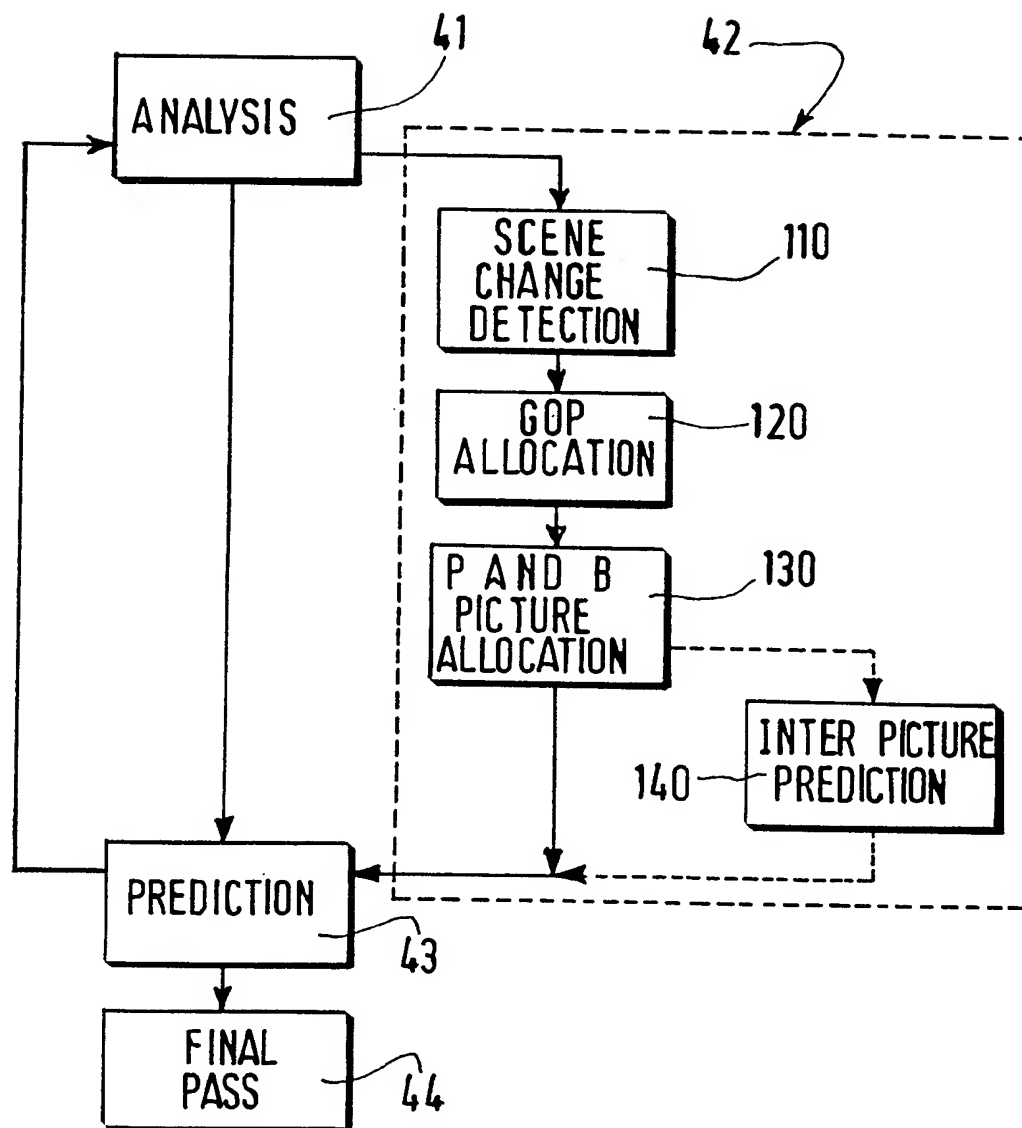 41
42
ANALYSIS
SCENE
CHANGE
DETECTION
110
GOP
ALLOCATION
120
P AND B
PICTURE
ALLOCATION
130
INTER PICTURE
PREDICTION
140
PREDICTION
43
FINAL
PASS
44